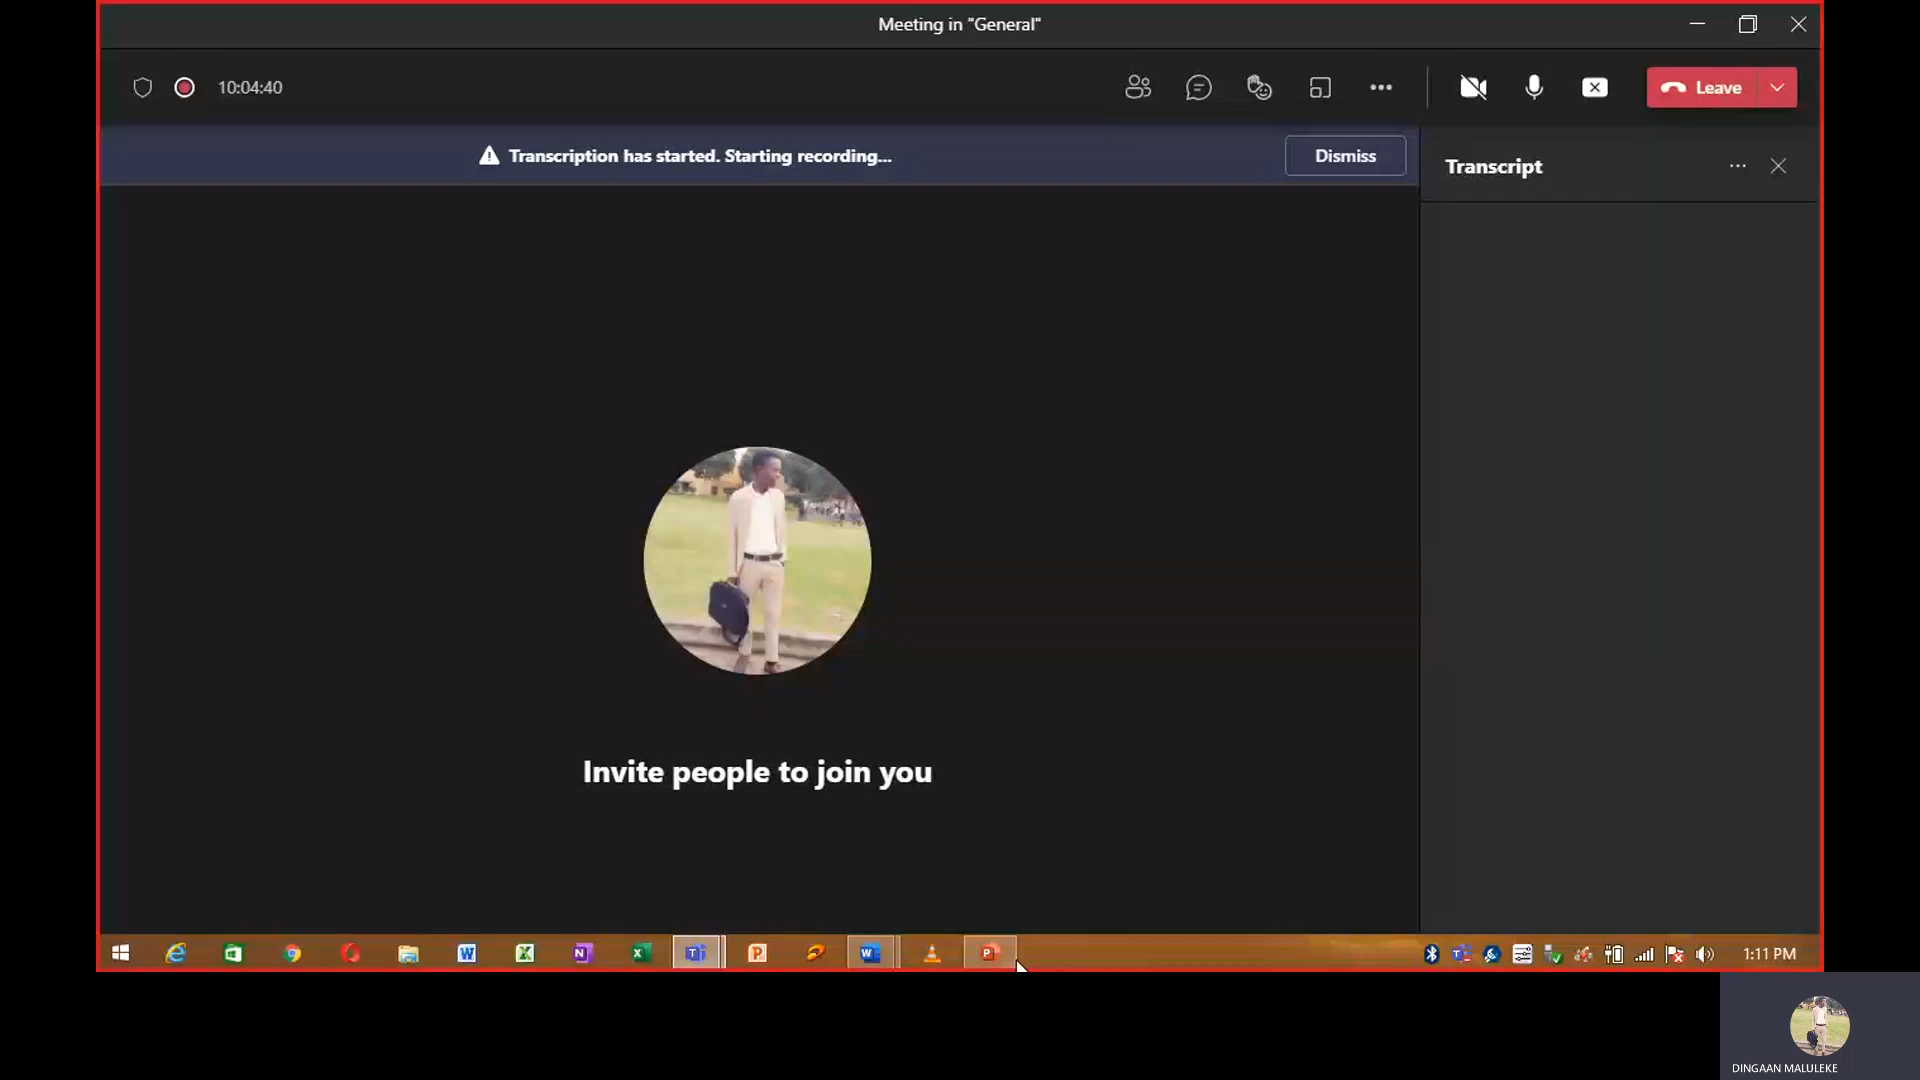 Meeting in "General"
10:04:40
Leave
Transcription has started. Starting recording...
Dismiss
Transcript
Invite people to join you
1:11 PM
DINGAAN MALULEKE